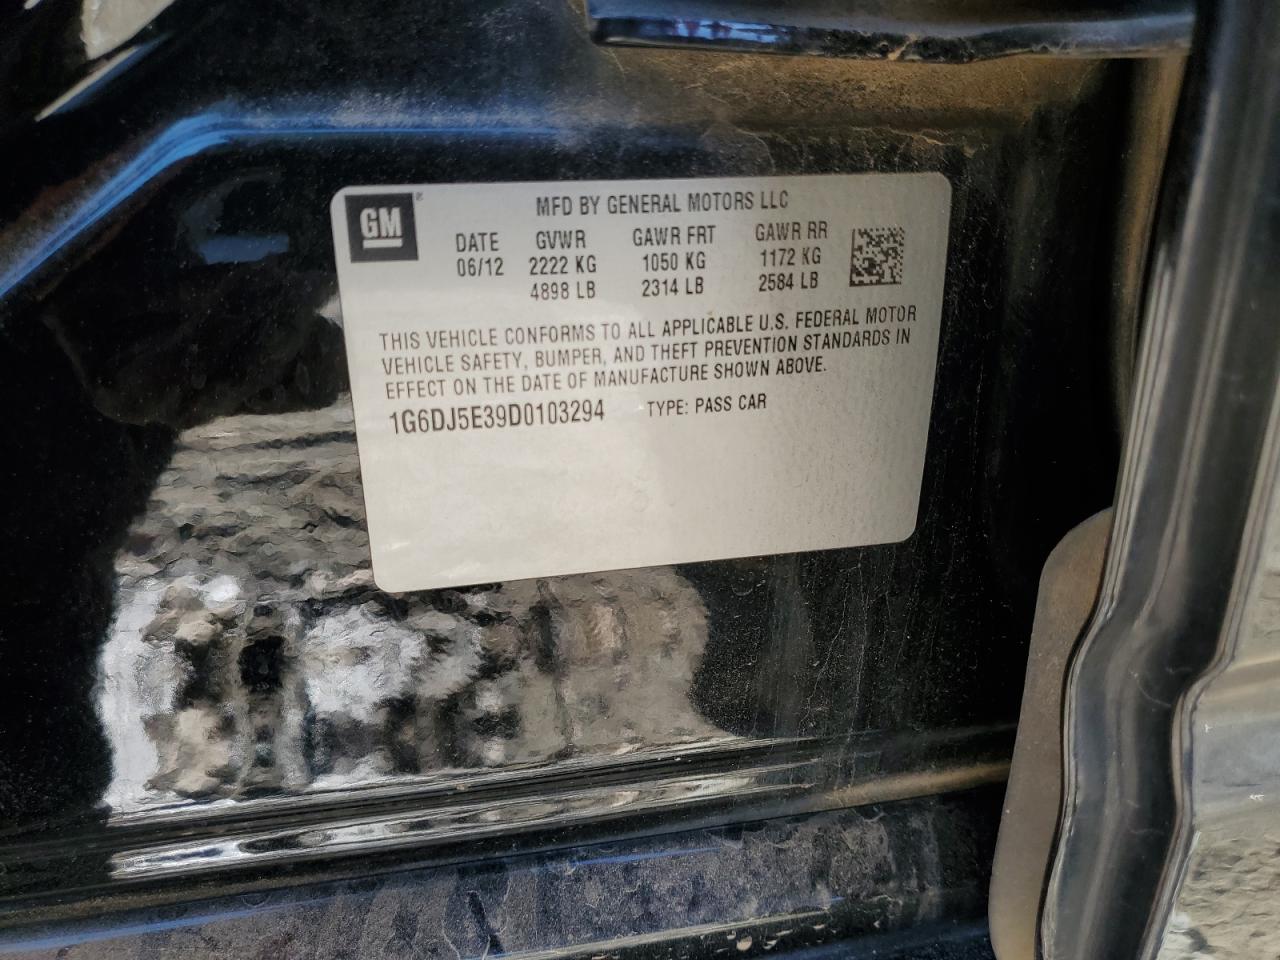 GM®
MFD BY GENERAL MOTORS LLC
DATE GVWR GAWR FRT GAWR RR
06/12 2222 KG 1050 KG 1172 KG
4898 LB 2314 LB 2584 LB
THIS VEHICLE CONFORMS TO ALL APPLICABLE U.S. FEDERAL MOTOR
VEHICLE SAFETY, BUMPER, AND THEFT PREVENTION STANDARDS IN
EFFECT ON THE DATE OF MANUFACTURE SHOWN ABOVE.
1G6DJ5E39D0103294 TYPE: PASS CAR